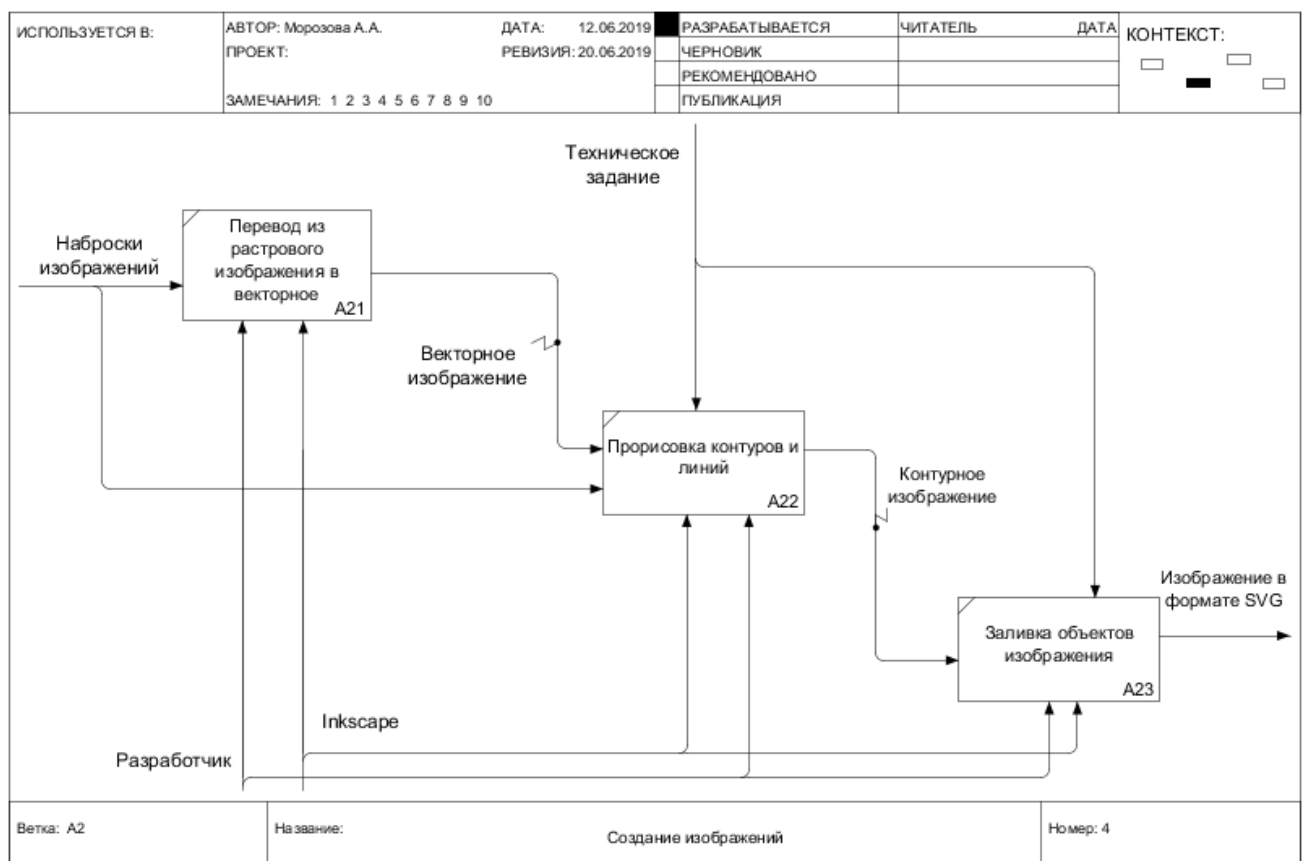 ИСПОЛЬЗУЕТСЯ В:
АВТОР: Морозова А.А.
ДАТА: 12.06.2019
РАЗРАБАТЫВАЕТСЯ
ЧИТАТЕЛЬ
ДАТА
КОНТЕКСТ:
ПРОЕКТ:
РЕВИЗИЯ: 20.06.2019
ЧЕРНОВИК
РЕКОМЕНДОВАНО
ЗАМЕЧАНИЯ: 1 2 3 4 5 6 7 8 9 10
ПУБЛИКАЦИЯ
Техническое
задание
Наброски
изображений
Перевод из
растрового
изображения в
векторное
A21
Векторное
изображение
Прорисовка контуров и
линий
A22
Контурное
изображение
Изображение в
формате SVG
Заливка объектов
изображения
A23
Inkscape
Разработчик
Ветка: A2
Название:
Создание изображений
Номер: 4